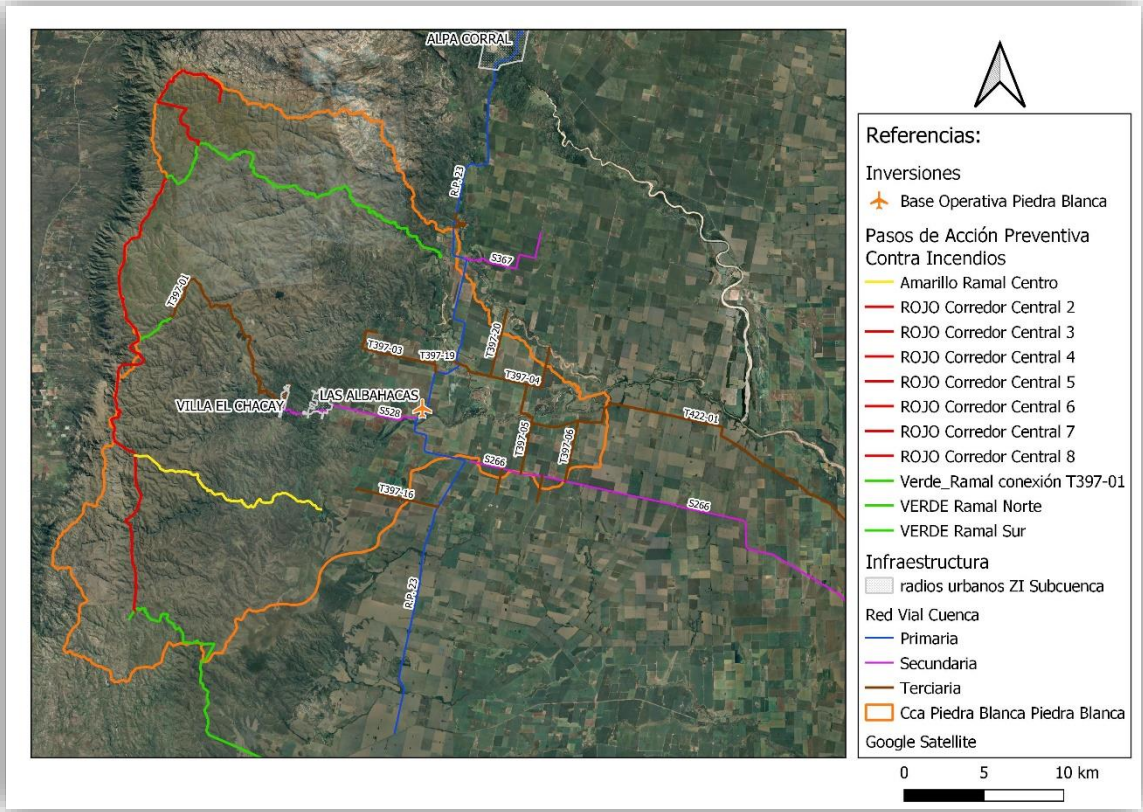 ALPA CORRAL
R.P.-23
S367
T397-01
T397-03
T397-19
T397-20
T397-04
VILLA EL CHACAY
LAS ALBAHACAS
S528
T422-01
T397-05
T397-06
S266
T397-16
S266
R.P.-23
Referencias:
Inversiones
Base Operativa Piedra Blanca
Pasos de Acción Preventiva
Contra Incendios
Amarillo Ramal Centro
ROJO Corredor Central 2
ROJO Corredor Central 3
ROJO Corredor Central 4
ROJO Corredor Central 5
ROJO Corredor Central 6
ROJO Corredor Central 7
ROJO Corredor Central 8
Verde_Ramal conexión T397-01
VERDE Ramal Norte
VERDE Ramal Sur
Infraestructura
radios urbanos ZI Subcuenca
Red Vial Cuenca
Primaria
Secundaria
Terciaria
Cca Piedra Blanca Piedra Blanca
Google Satellite
0 5 10 km